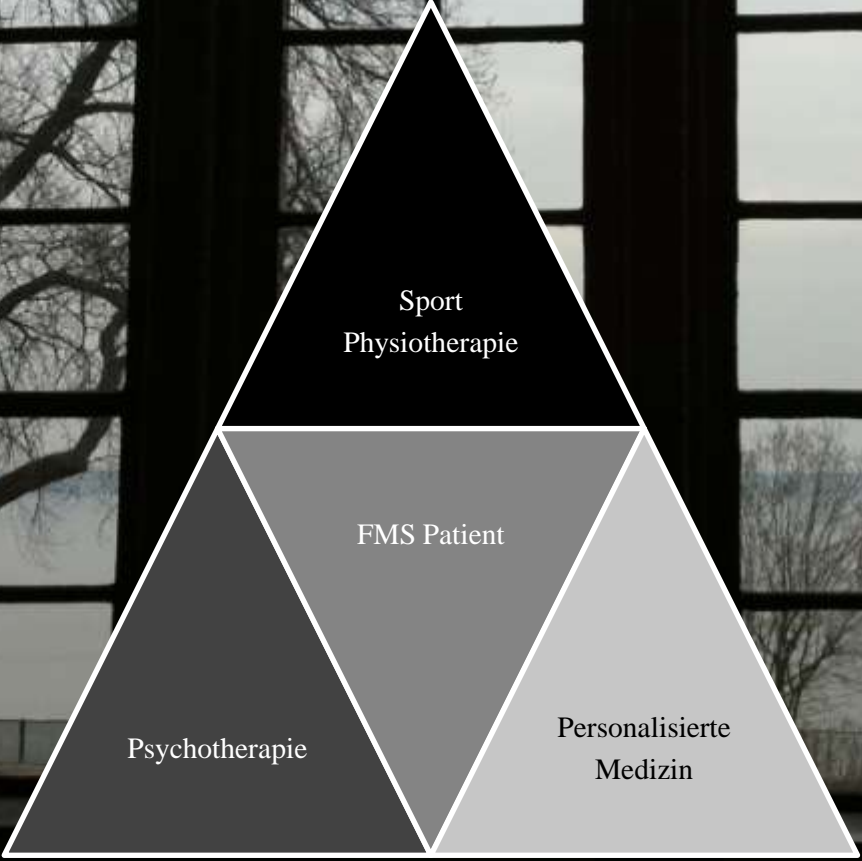 Sport
Physiotherapie
FMS Patient
Psychotherapie
Personalisierte
Medizin